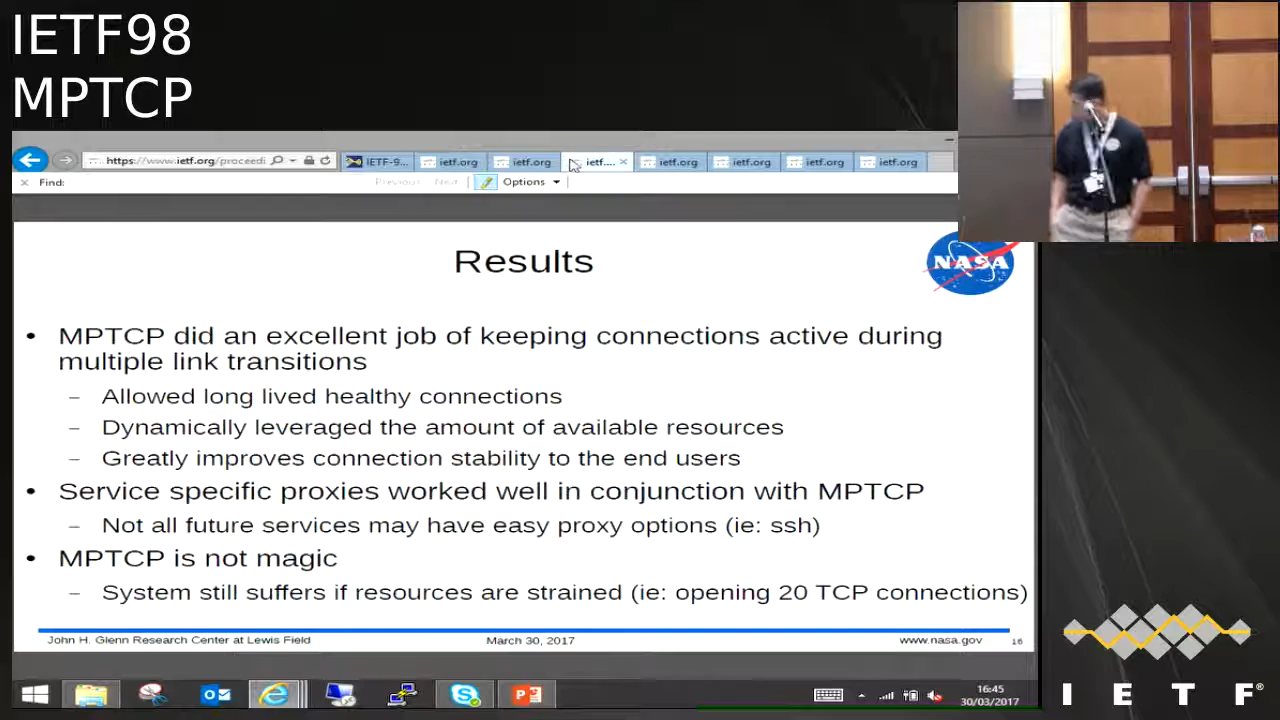 IETF98
MPTCP
https://www.ietf.org/proceedi
IETF-9...
ietf.org
ietf.org
ietf....
ietf.org
ietf.org
ietf.org
ietf.org
Find:
Previous
Next
Options
Results
NASA
• MPTCP did an excellent job of keeping connections active during
multiple link transitions
– Allowed long lived healthy connections
– Dynamically leveraged the amount of available resources
– Greatly improves connection stability to the end users
• Service specific proxies worked well in conjunction with MPTCP
– Not all future services may have easy proxy options (ie: ssh)
• MPTCP is not magic
– System still suffers if resources are strained (ie: opening 20 TCP connections)
John H. Glenn Research Center at Lewis Field
March 30, 2017
www.nasa.gov
16
16:45
30/03/2017
I E T F®